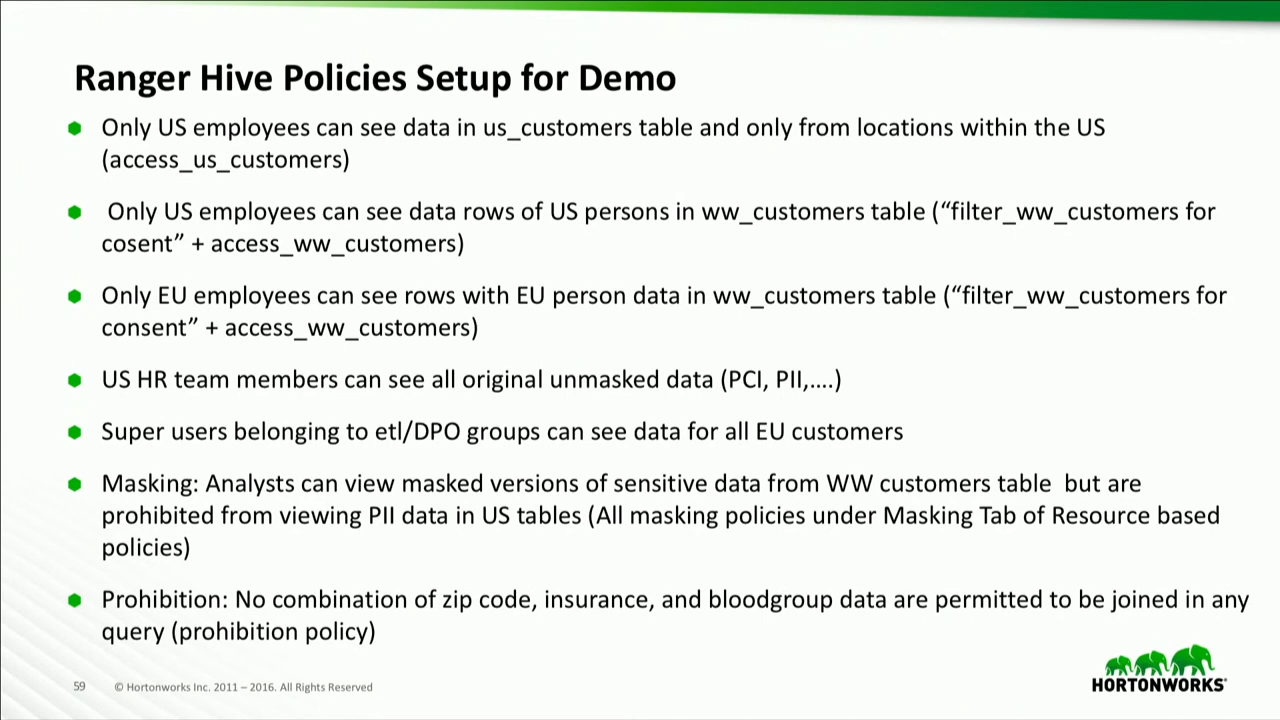 Ranger Hive Policies Setup for Demo
Only US employees can see data in us_customers table and only from locations within the US
(access_us_customers)
Only US employees can see data rows of US persons in ww_customers table (“filter_ww_customers for
cosent” + access_ww_customers)
Only EU employees can see rows with EU person data in ww_customers table (“filter_ww_customers for
consent” + access_ww_customers)
US HR team members can see all original unmasked data (PCI, PII,....)
Super users belonging to etl/DPO groups can see data for all EU customers
Masking: Analysts can view masked versions of sensitive data from WW customers table but are
prohibited from viewing PII data in US tables (All masking policies under Masking Tab of Resource based
policies)
Prohibition: No combination of zip code, insurance, and bloodgroup data are permitted to be joined in any
query (prohibition policy)
59 © Hortonworks Inc. 2011 – 2016. All Rights Reserved
HORTONWORKS